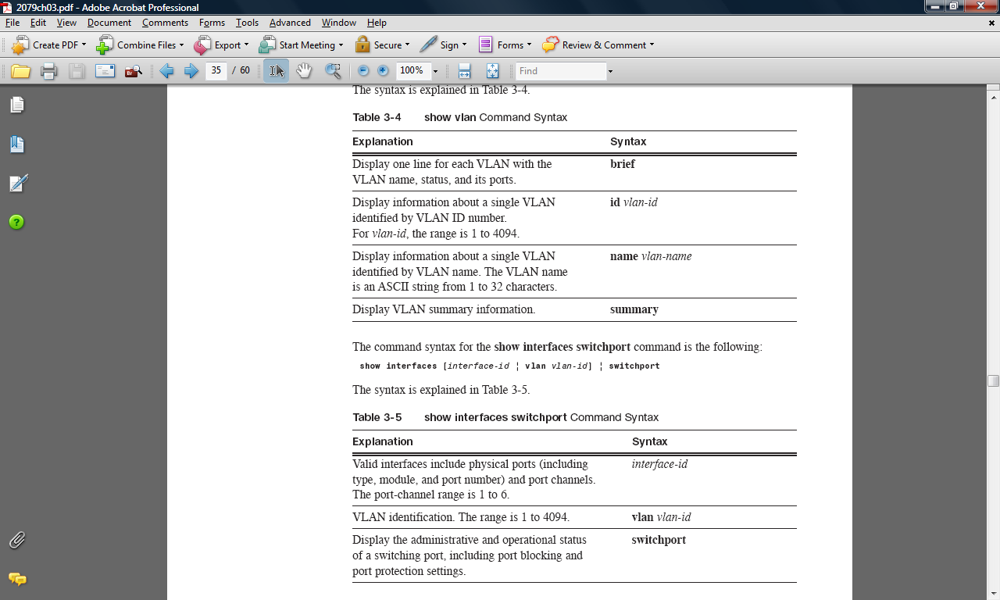 2079ch03.pdf - Adobe Acrobat Professional
File Edit View Document Comments Forms Tools Advanced Window Help
Create PDF Combine Files Export Start Meeting Secure Sign Forms Review & Comment
35 / 60 100% Find
The syntax is explained in Table 3-4.
Table 3-4 show vlan Command Syntax
Explanation Syntax
Display one line for each VLAN with the brief
VLAN name, status, and its ports.
Display information about a single VLAN id vlan-id
identified by VLAN ID number.
For vlan-id, the range is 1 to 4094.
Display information about a single VLAN name vlan-name
identified by VLAN name. The VLAN name
is an ASCII string from 1 to 32 characters.
Display VLAN summary information. summary
The command syntax for the show interfaces switchport command is the following:
show interfaces [interface-id ¦ vlan vlan-id] ¦ switchport
The syntax is explained in Table 3-5.
Table 3-5 show interfaces switchport Command Syntax
Explanation Syntax
Valid interfaces include physical ports (including interface-id
type, module, and port number) and port channels.
The port-channel range is 1 to 6.
VLAN identification. The range is 1 to 4094. vlan vlan-id
Display the administrative and operational status switchport
of a switching port, including port blocking and
port protection settings.